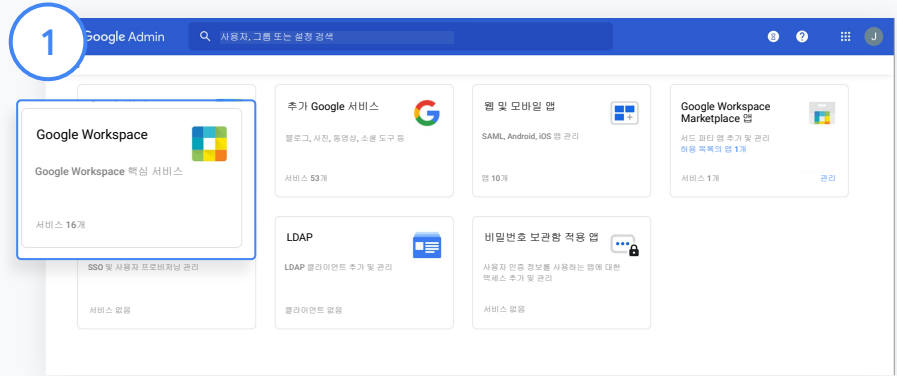 1
Google Admin
사용자, 그룹 또는 설정 검색
8
?
J
Google Workspace
Google Workspace 핵심 서비스
서비스 16개
추가 Google 서비스
블로그, 사진, 동영상, 소셜 도구 등
서비스 53개
웹 및 모바일 앱
SAML, Android, iOS 앱 관리
앱 10개
Google Workspace
Marketplace 앱
서드 파티 앱 추가 및 관리
허용 목록의 앱 1개
서비스 1개
관리
SSO 및 사용자 프로비저닝 관리
서비스 없음
LDAP
LDAP 클라이언트 추가 및 관리
클라이언트 없음
비밀번호 보관함 적용 앱
사용자 인증 정보를 사용하는 앱에 대한
액세스 추가 및 관리
서비스 없음